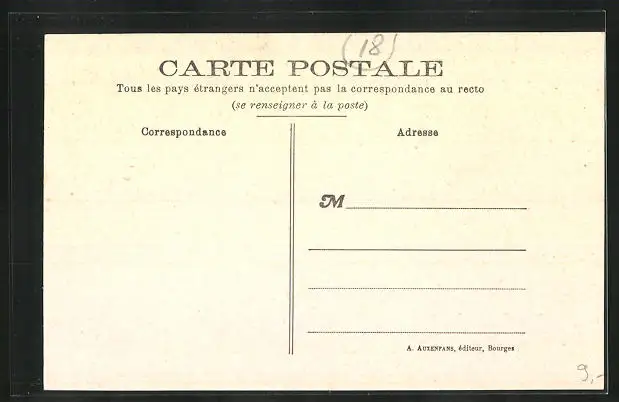 (18)
CARTE POSTALE
Tous les pays étrangers n'acceptent pas la correspondance au recto
(se renseigner à la poste)
Correspondance
Adresse
M
A. AUXENFANS, éditeur, Bourges
9,-